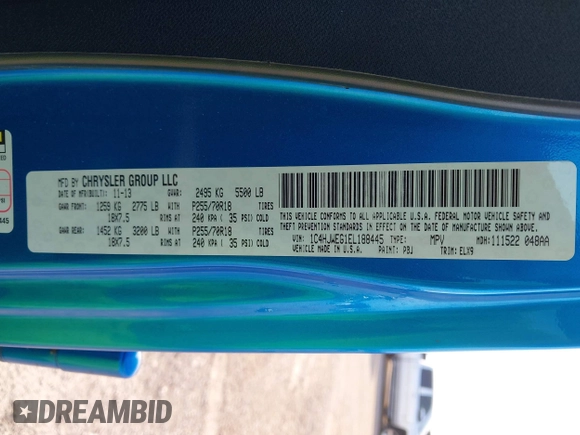 MFD BY CHRYSLER GROUP LLC
DATE OF MFD(BUILT): 11-13 GVWR: 2495 KG 5500 LB
GAWR FRONT: 1259 KG 2775 LB WITH P255/70R18 TIRES
18X7.5 RIMS AT 240 KPA ( 35 PSI) COLD
GAWR REAR: 1452 KG 3200 LB WITH P255/70R18 TIRES
18X7.5 RIMS AT 240 KPA ( 35 PSI) COLD
THIS VEHICLE CONFORMS TO ALL APPLICABLE U.S.A. FEDERAL MOTOR VEHICLE SAFETY AND
THEFT PREVENTION STANDARDS IN EFFECT ON THE DATE OF MANUFACTURE SHOWN ABOVE.
VIN: 1C4HJWEG1EL188445 TYPE: MPV MDH: 111522 048AA
VEHICLE MADE IN U.S.A. PAINT: PBJ TRIM: ELX9
445
DREAMBID